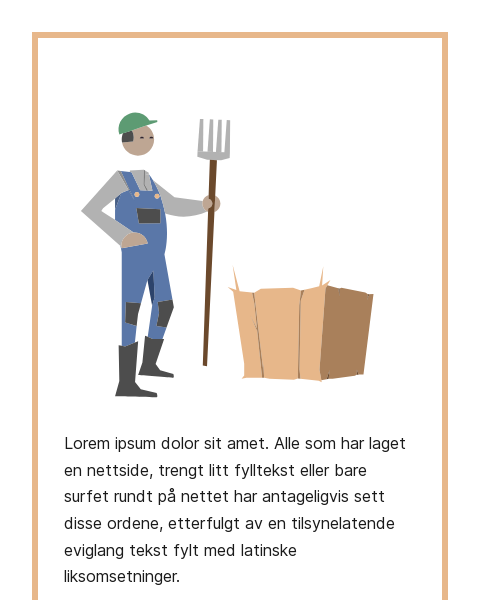 Lorem ipsum dolor sit amet. Alle som har laget
en nettside, trengt litt fylltekst eller bare
surfet rundt på nettet har antageligvis sett
disse ordene, etterfulgt av en tilsynelatende
eviglang tekst fylt med latinske
liksomsetninger.